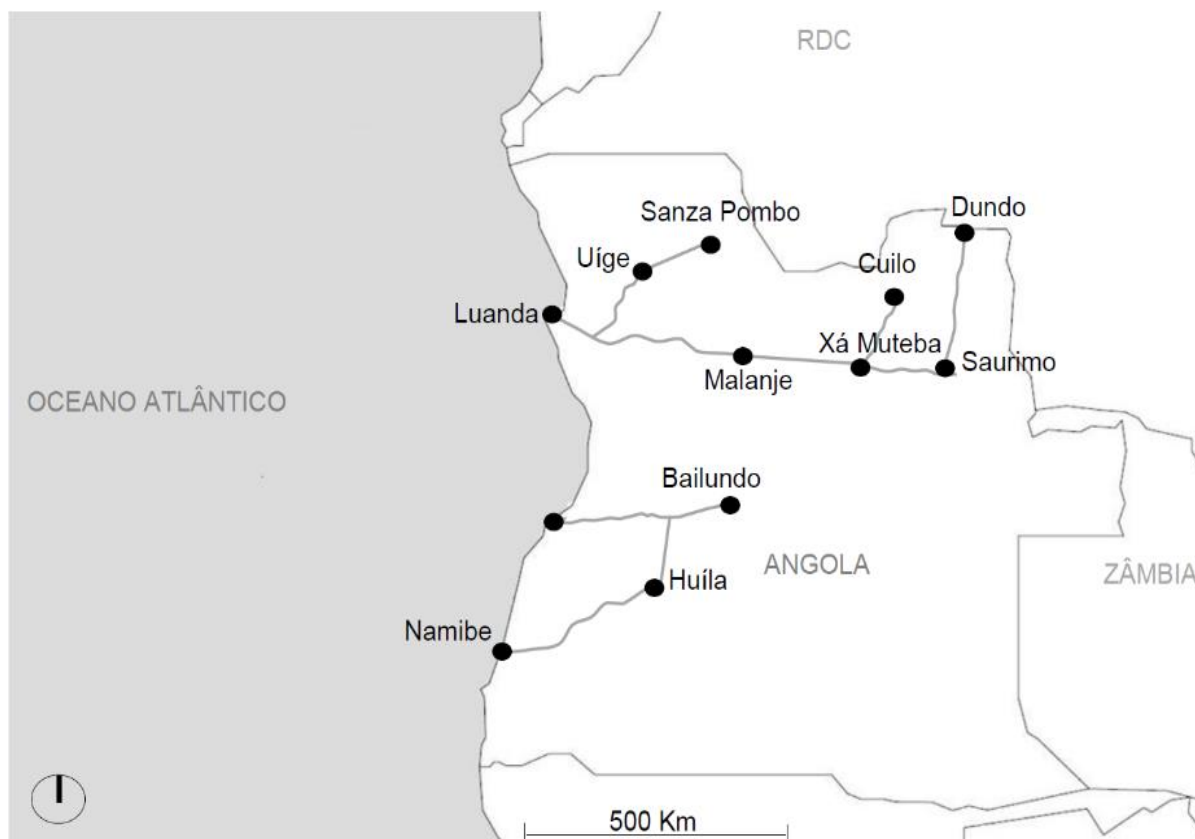 RDC
Sanza Pombo
Dundo
Uíge
Cuilo
Luanda
Xá Muteba
Malanje
Saurimo
OCEANO ATLÂNTICO
Bailundo
ANGOLA
ZÂMBIA
Huíla
Namibe
500 Km